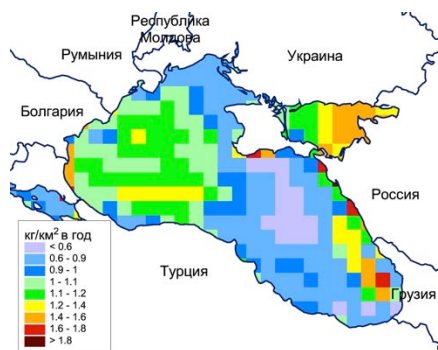 Республика
Молдова
Румыния
Украина
Болгария
Россия
Турция
Грузия
кг/км² в год
< 0.6
0.6 - 0.9
0.9 - 1
1 - 1.1
1.1 - 1.2
1.2 - 1.4
1.4 - 1.6
1.6 - 1.8
> 1.8